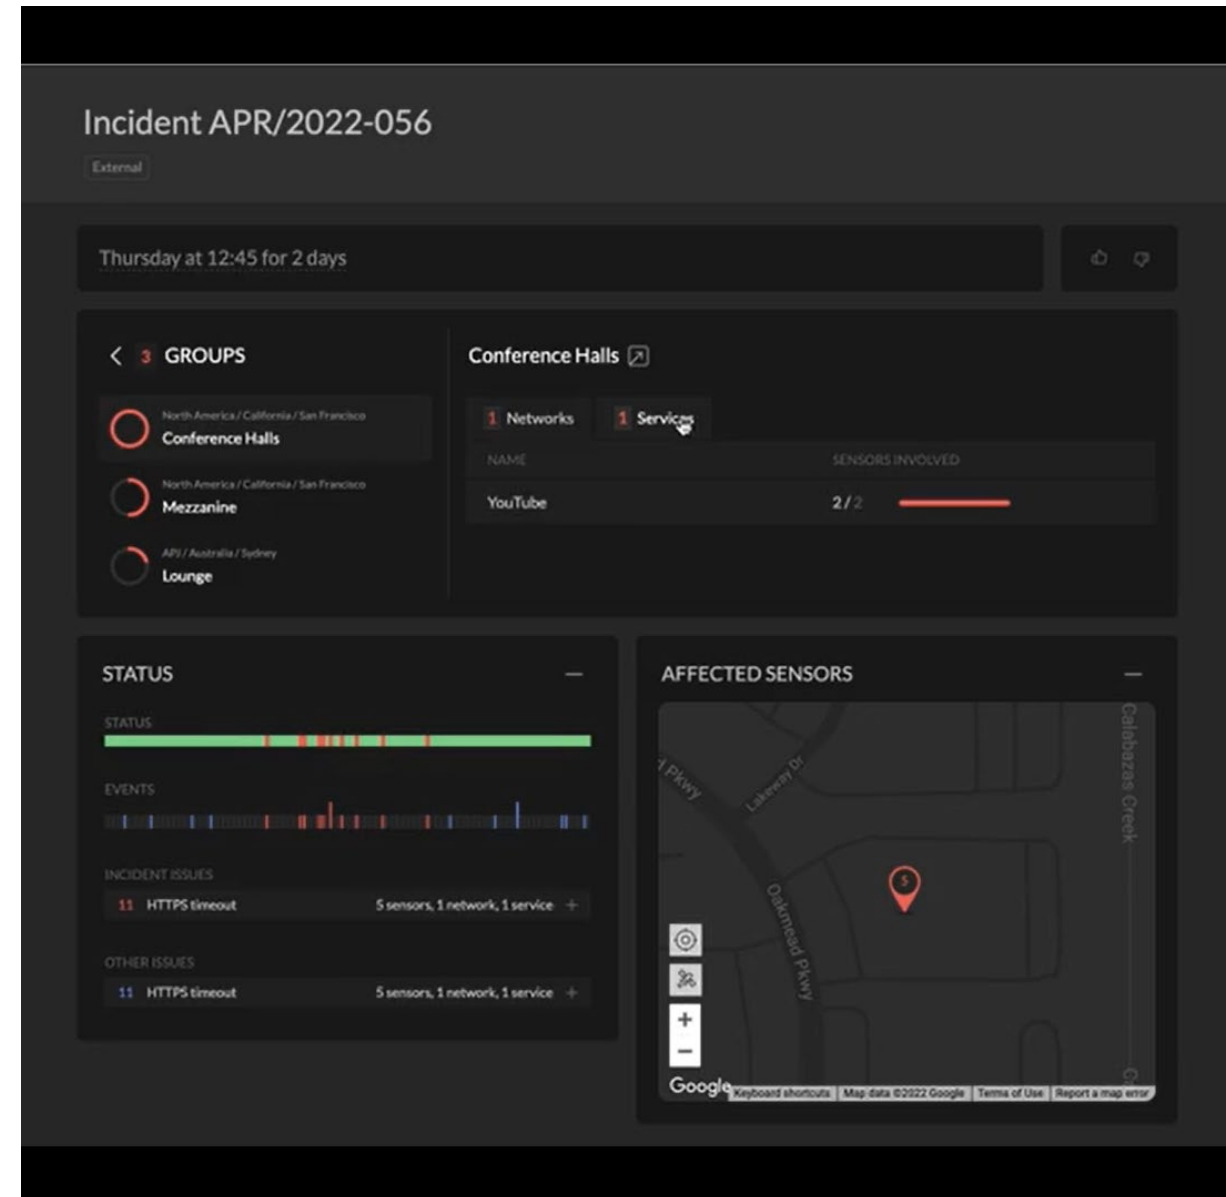 Incident APR/2022-056
External
Thursday at 12:45 for 2 days
3 GROUPS
North America / California / San Francisco
Conference Halls
North America / California / San Francisco
Mezzanine
APJ / Australia / Sydney
Lounge
Conference Halls
1 Networks
1 Services
NAME SENSORS INVOLVED
YouTube 2 / 2
STATUS
STATUS
EVENTS
INCIDENT ISSUES
11 HTTPS timeout 5 sensors, 1 network, 1 service +
OTHER ISSUES
11 HTTPS timeout 5 sensors, 1 network, 1 service +
AFFECTED SENSORS
Calabazas Creek
Pkwy
Lakeway Dr
5
Oakmead Pkwy
+
−
Google
Keyboard shortcuts Map data ©2022 Google Terms of Use Report a map error